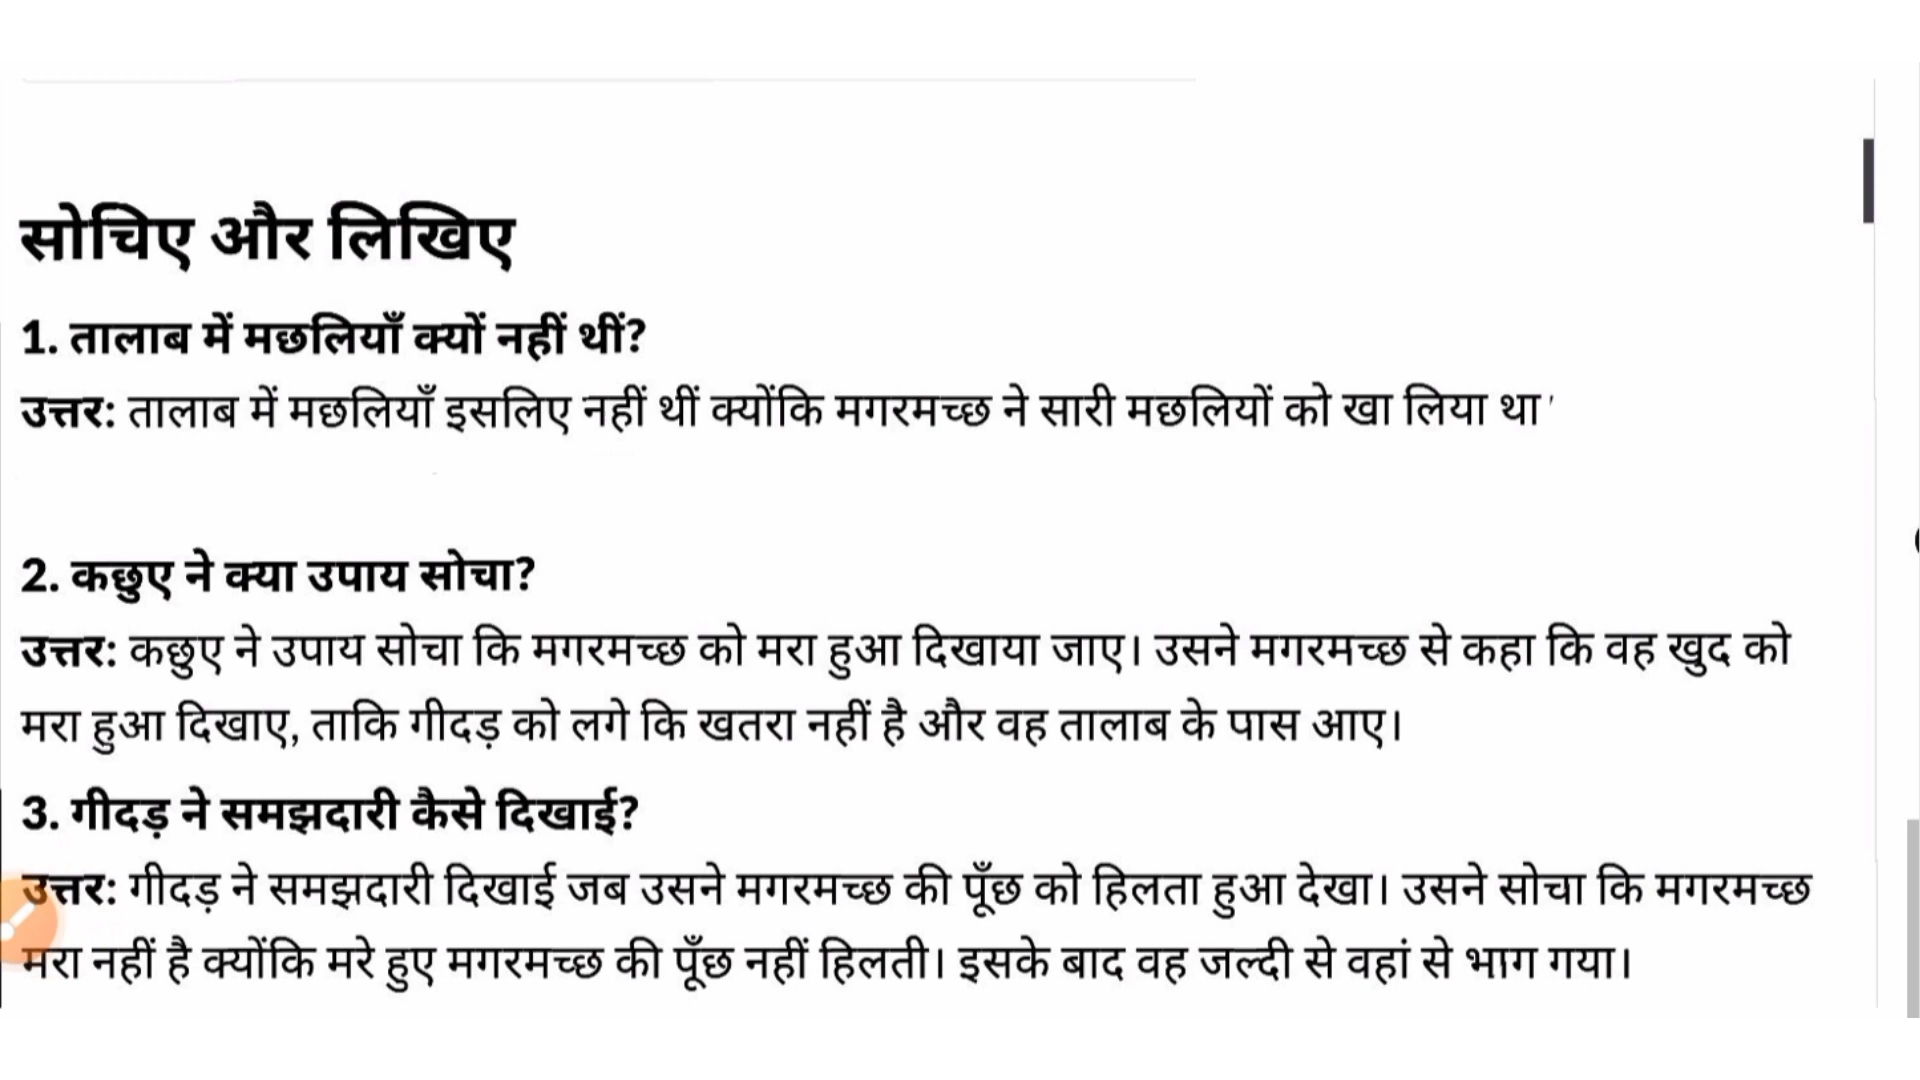 सोचिए और लिखिए
1. तालाब में मछलियाँ क्यों नहीं थीं?
उत्तर: तालाब में मछलियाँ इसलिए नहीं थीं क्योंकि मगरमच्छ ने सारी मछलियों को खा लिया था
2. कछुए ने क्या उपाय सोचा?
उत्तर: कछुए ने उपाय सोचा कि मगरमच्छ को मरा हुआ दिखाया जाए। उसने मगरमच्छ से कहा कि वह खुद को
मरा हुआ दिखाए, ताकि गीदड़ को लगे कि खतरा नहीं है और वह तालाब के पास आए।
3. गीदड़ ने समझदारी कैसे दिखाई?
उत्तर: गीदड़ ने समझदारी दिखाई जब उसने मगरमच्छ की पूँछ को हिलता हुआ देखा। उसने सोचा कि मगरमच्छ
मरा नहीं है क्योंकि मरे हुए मगरमच्छ की पूँछ नहीं हिलती। इसके बाद वह जल्दी से वहां से भाग गया।